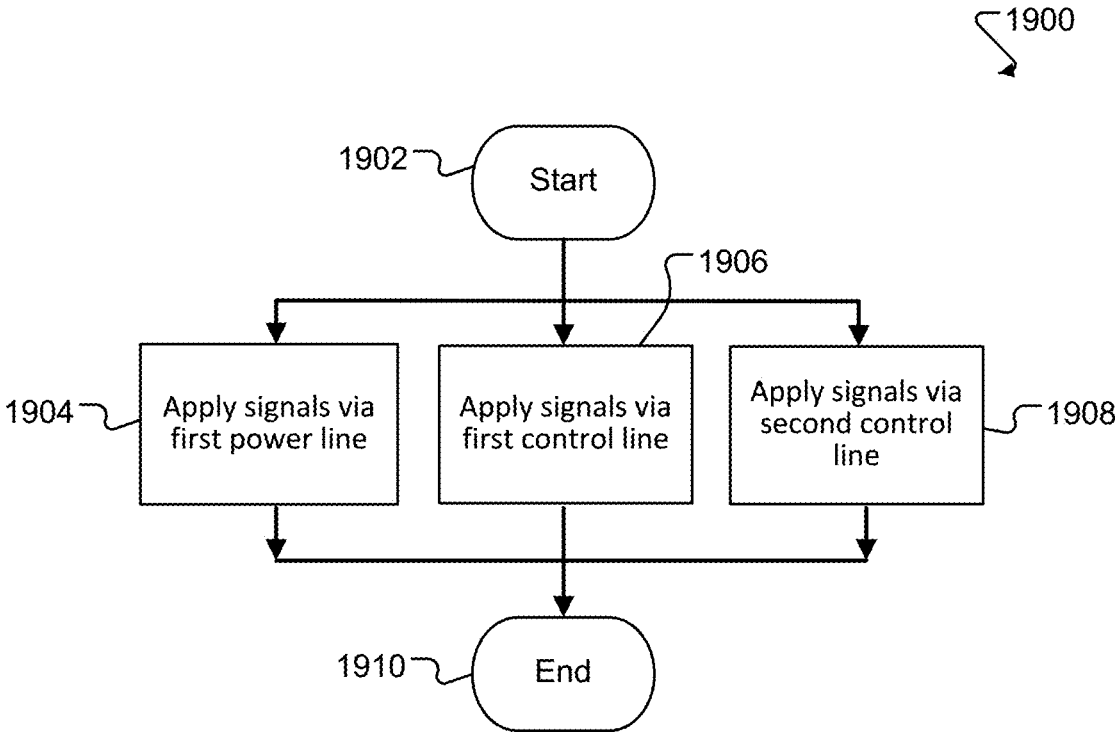 1900
1902
Start
1906
1904
Apply signals via
first power line
Apply signals via
first control line
Apply signals via
second control
line
1908
1910
End